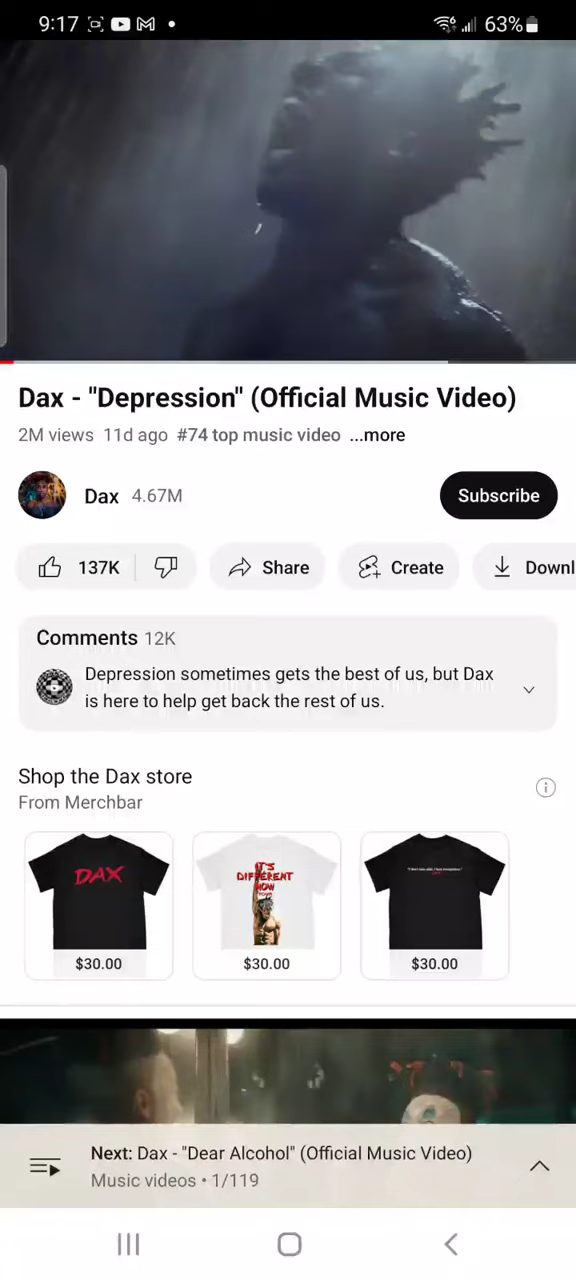 9:17 63%
Dax - "Depression" (Official Music Video)
2M views 11d ago #74 top music video ...more
Dax 4.67M Subscribe
137K Share Create Downl
Comments 12K
Depression sometimes gets the best of us, but Dax
is here to help get back the rest of us.
Shop the Dax store
From Merchbar
DAX
IT'S
DIFFERENT
NOW
$30.00 $30.00 $30.00
Next: Dax - "Dear Alcohol" (Official Music Video)
Music videos • 1/119